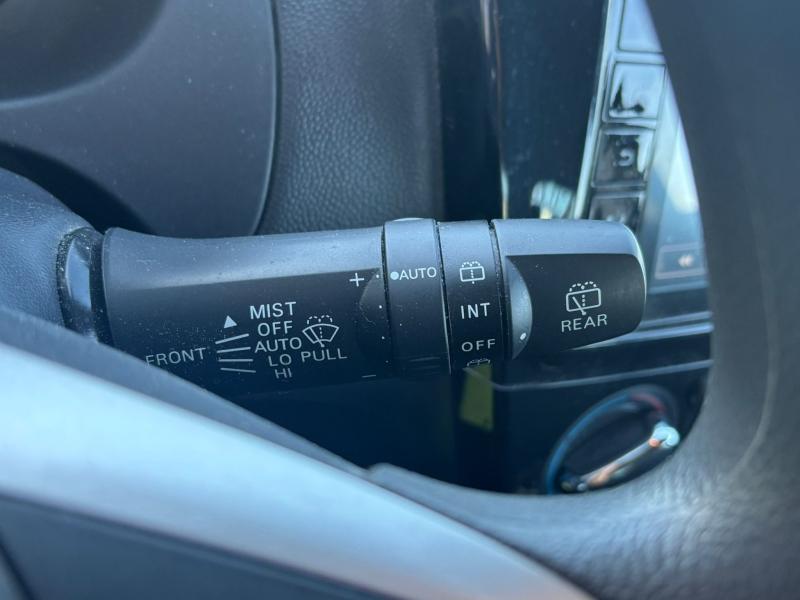 MIST
OFF
FRONT AUTO
LO PULL
HI
+
-
AUTO
INT
OFF
REAR